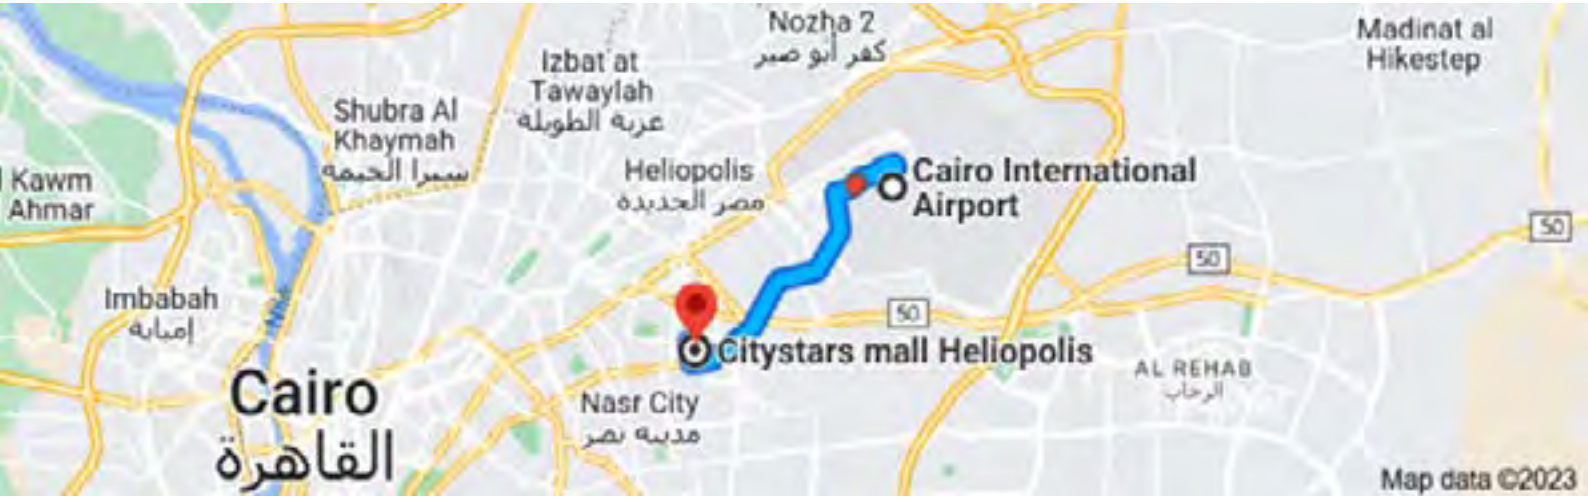 Nozha 2
كفر أبو صير
Madinat al
Hikestep
Izbat at
Tawaylah
عزبة الطويلة
Shubra Al
Khaymah
شبرا الخيمه
Kawm
Ahmar
Heliopolis
مصر الجديدة
Cairo International
Airport
50
50
50
Imbabah
إمبابة
Nile
Citystars mall Heliopolis
AL REHAB
الرحاب
Cairo
القاهرة
Nasr City
مدينة نصر
Map data ©2023